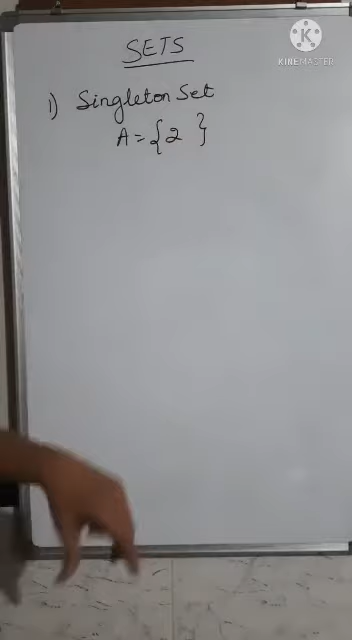 SETS
1) Singleton Set
A = { 2 }
K
KINEMASTER